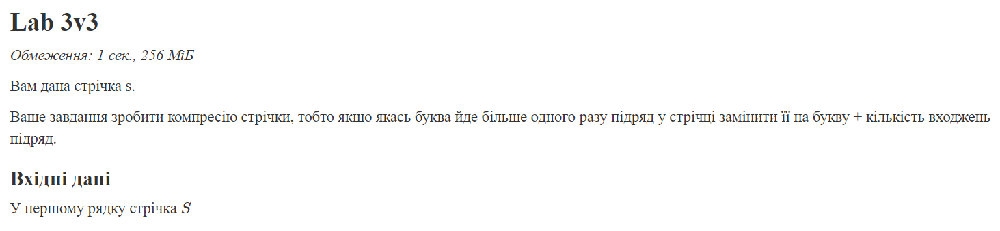 Lab 3v3
Обмеження: 1 сек., 256 МіБ
Вам дана стрічка s.
Ваше завдання зробити компресію стрічки, тобто якщо якась буква йде більше одного разу підряд у стрічці замінити її на букву + кількість входжень
підряд.
Вхідні дані
У першому рядку стрічка S